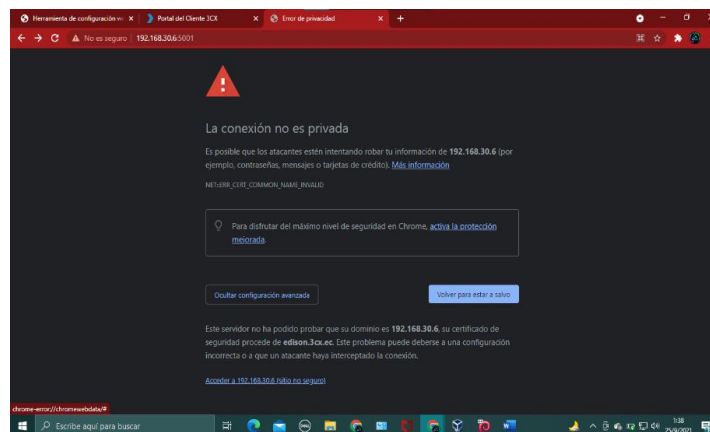 Herramienta de configuración w
Portal del Cliente 3CX
Error de privacidad
No es seguro
192.168.30.6:5001
La conexión no es privada
Es posible que los atacantes estén intentando robar tu información de 192.168.30.6 (por
ejemplo, contraseñas, mensajes o tarjetas de crédito). Más información
NET::ERR_CERT_COMMON_NAME_INVALID
Para disfrutar del máximo nivel de seguridad en Chrome, activa la protección
mejorada.
Ocultar configuración avanzada
Volver para estar a salvo
Este servidor no ha podido probar que su dominio es 192.168.30.6, su certificado de
seguridad procede de edison.3cx.ec. Este problema puede deberse a una configuración
incorrecta o a que un atacante haya interceptado la conexión.
Acceder a 192.168.30.6 (sitio no seguro)
chrome-error://chromewebdata/#
Escribe aquí para buscar
1:38
25/9/2021